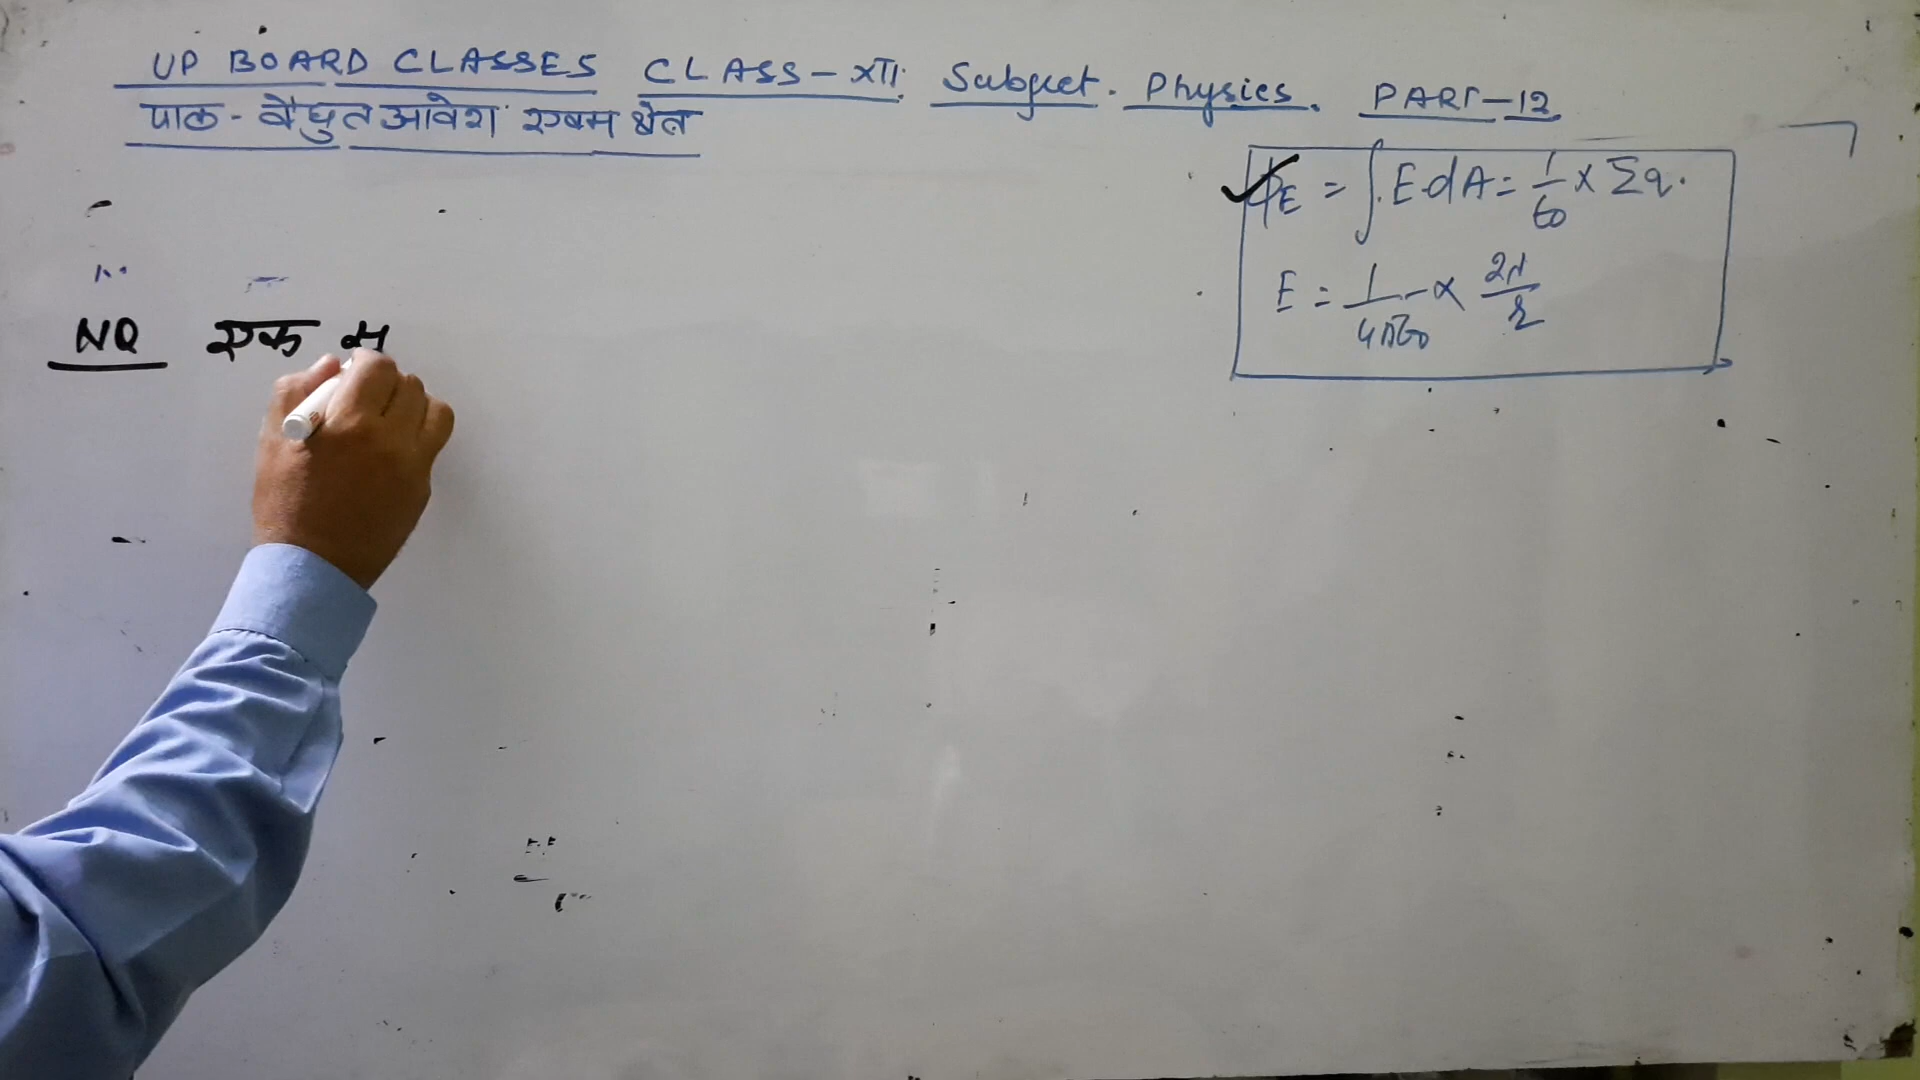 UP BOARD CLASSES CLASS-XII Subject. Physics. PART-12
पाठ - वैधुत आवेश एवम क्षेत्र
ΦE = ∫ E.dA = 1/ϵ0 x Σq.
E = 1/4πϵ0 x 2λ/r
NQ एक स